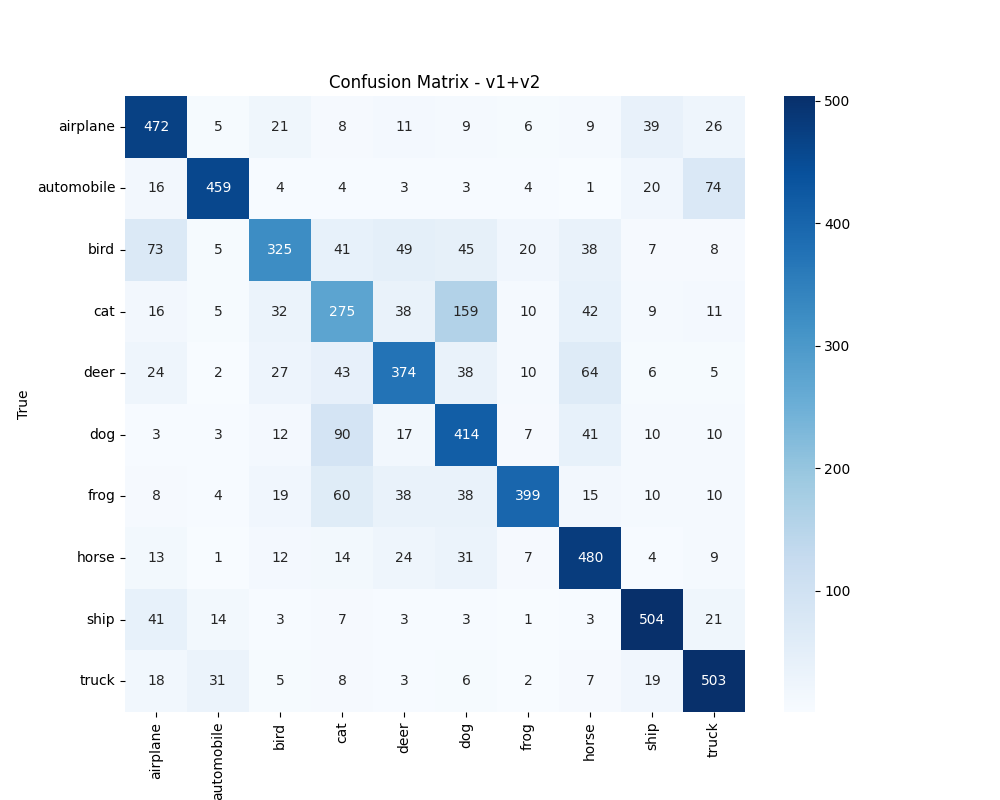 Confusion Matrix - v1+v2
airplane 472 5 21 8 11 9 6 9 39 26
automobile 16 459 4 4 3 3 4 1 20 74
bird 73 5 325 41 49 45 20 38 7 8
cat 16 5 32 275 38 159 10 42 9 11
deer 24 2 27 43 374 38 10 64 6 5
dog 3 3 12 90 17 414 7 41 10 10
frog 8 4 19 60 38 38 399 15 10 10
horse 13 1 12 14 24 31 7 480 4 9
ship 41 14 3 7 3 3 1 3 504 21
truck 18 31 5 8 3 6 2 7 19 503
True
airplane automobile bird cat deer dog frog horse ship truck
500
400
300
200
100